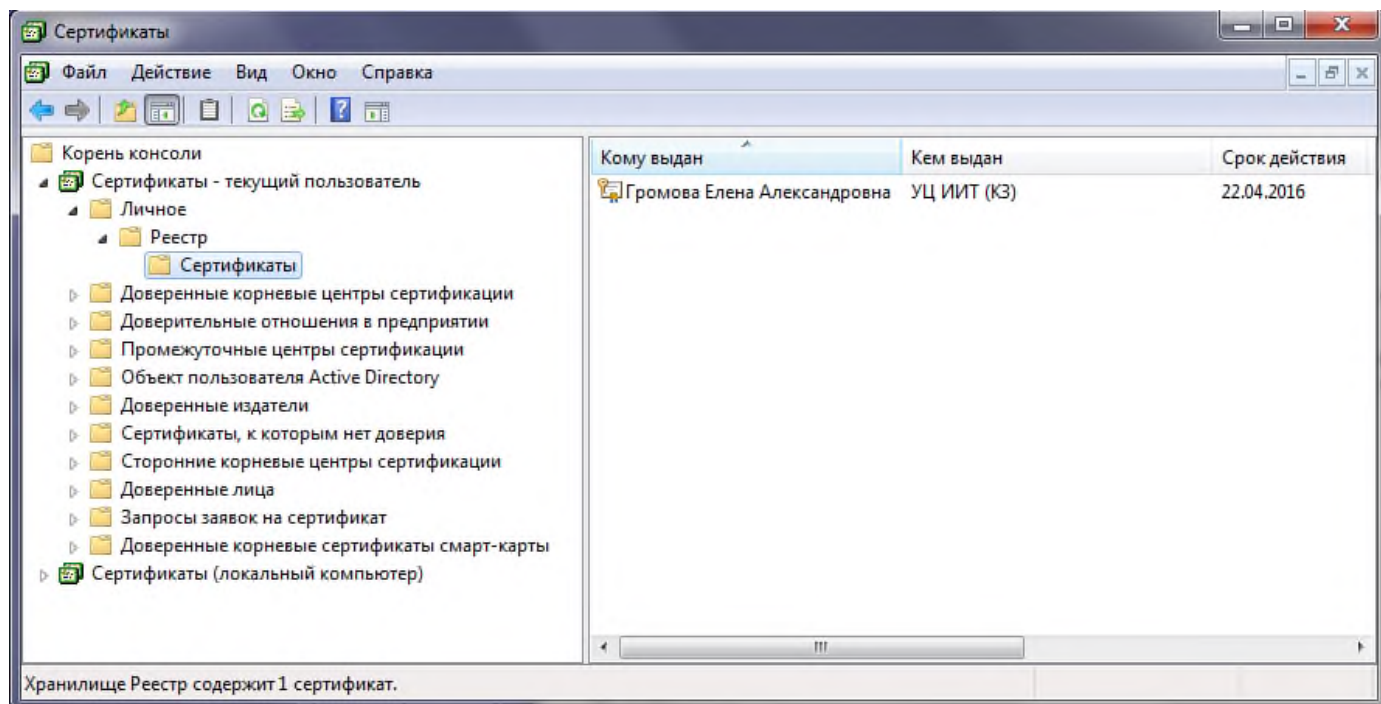 Сертификаты
Файл Действие Вид Окно Справка
Корень консоли
Сертификаты - текущий пользователь
Личное
Реестр
Сертификаты
Доверенные корневые центры сертификации
Доверительные отношения в предприятии
Промежуточные центры сертификации
Объект пользователя Active Directory
Доверенные издатели
Сертификаты, к которым нет доверия
Сторонние корневые центры сертификации
Доверенные лица
Запросы заявок на сертификат
Доверенные корневые сертификаты смарт-карты
Сертификаты (локальный компьютер)
Кому выдан Кем выдан Срок действия
Громова Елена Александровна УЦ ИИТ (КЗ) 22.04.2016
Хранилище Реестр содержит 1 сертификат.